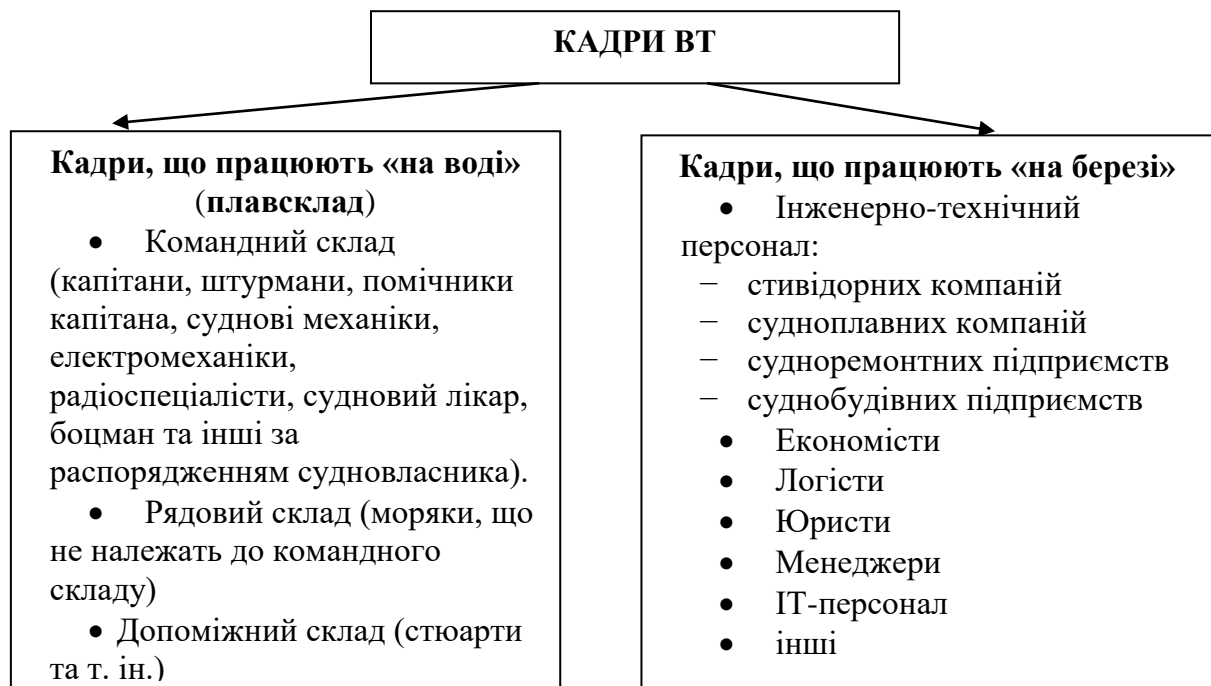 КАДРИ ВТ
Кадри, що працюють «на воді»
(плавсклад)
• Командний склад
(капітани, штурмани, помічники
капітана, суднові механіки,
електромеханіки,
радіоспеціалісти, судновий лікар,
боцман та інші за
распорядженням судновласника).
• Рядовий склад (моряки, що
не належать до командного
складу)
• Допоміжний склад (стюарти
та т. ін.)
Кадри, що працюють «на березі»
• Інженерно-технічний
персонал:
− стивідорних компаній
− судноплавних компаній
− судноремонтних підприємств
− суднобудівних підприємств
• Економісти
• Логісти
• Юристи
• Менеджери
• ІТ-персонал
• інші